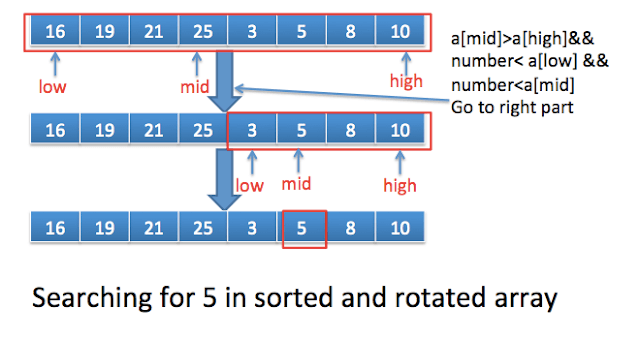 16 19 21 25 3 5 8 10
a[mid]>a[high]&&
number< a[low] &&
number<a[mid]
Go to right part
low mid high
16 19 21 25 3 5 8 10
low mid high
16 19 21 25 3 5 8 10
Searching for 5 in sorted and rotated array